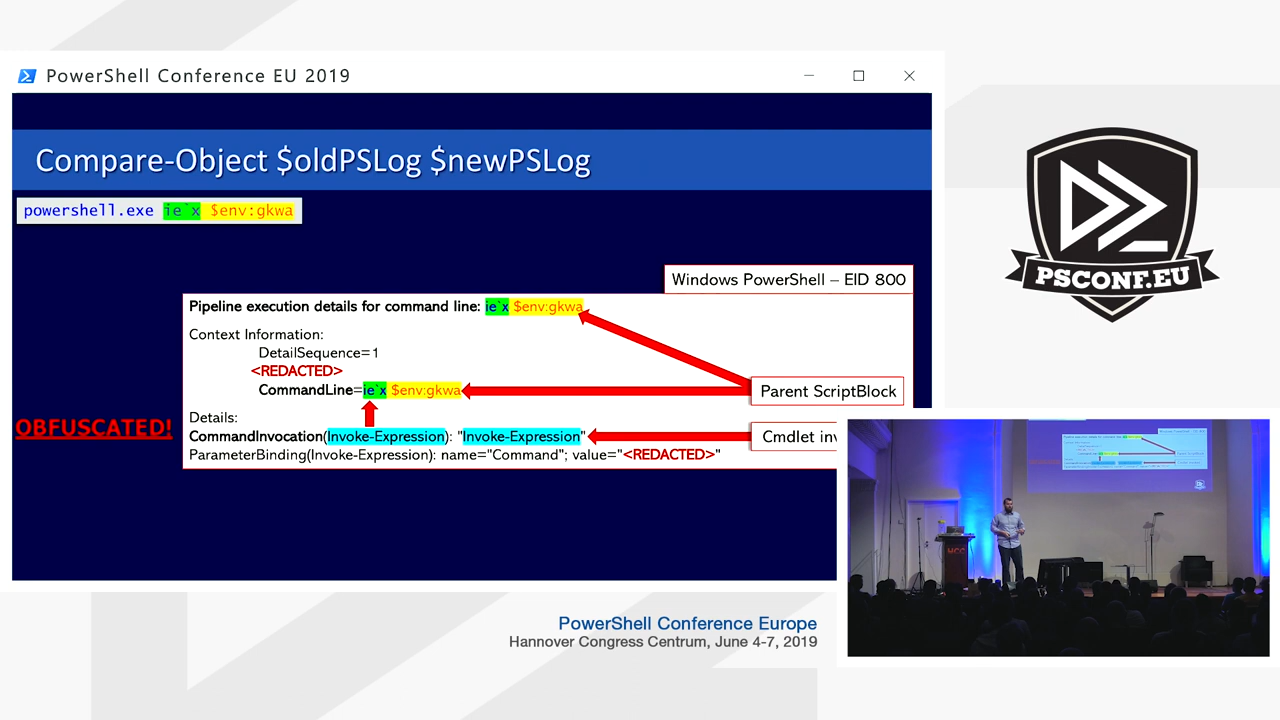 PowerShell Conference EU 2019
Compare-Object $oldPSLog $newPSLog
powershell.exe ie`x $env:gkwa
Windows PowerShell – EID 800
Pipeline execution details for command line: ie`x $env:gkwa
Context Information:
DetailSequence=1
<REDACTED>
CommandLine=ie`x $env:gkwa
Parent ScriptBlock
OBFUSCATED!
Details:
CommandInvocation(Invoke-Expression): "Invoke-Expression"
Cmdlet inv
ParameterBinding(Invoke-Expression): name="Command"; value="<REDACTED>"
PSCONF.EU
HCC
PowerShell Conference Europe
Hannover Congress Centrum, June 4-7, 2019